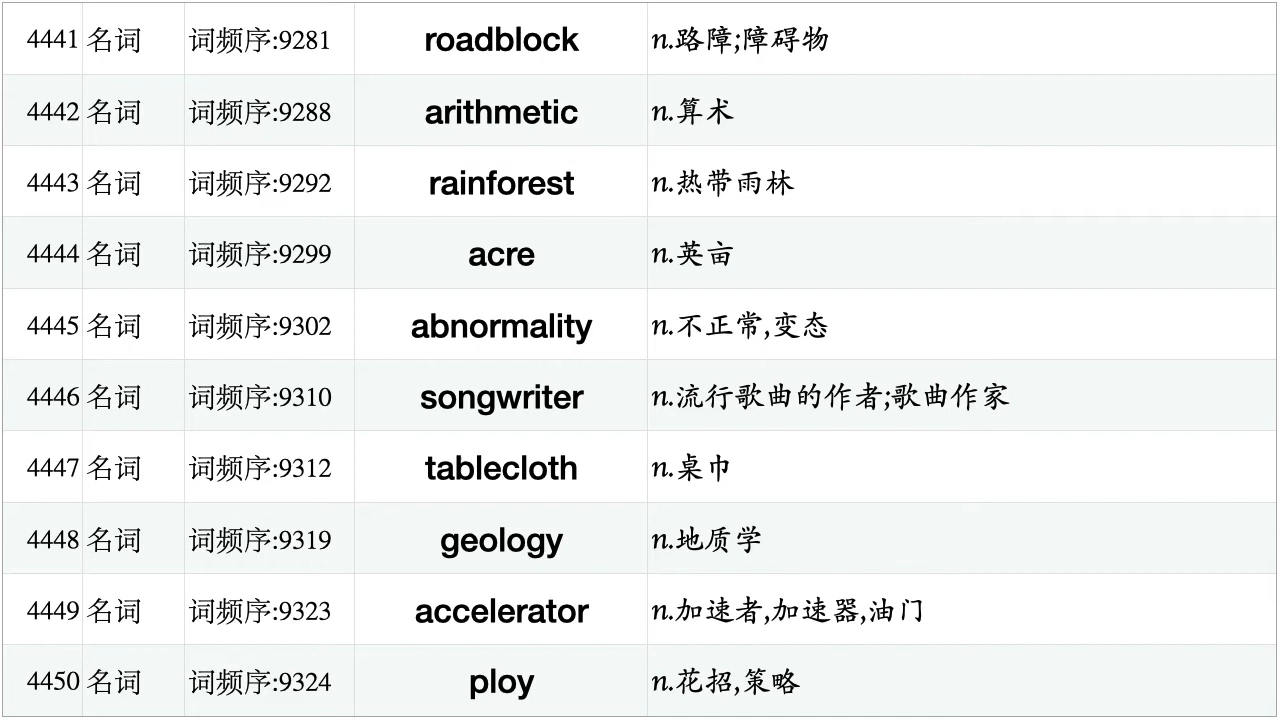 4441 名词 词频序:9281 roadblock n.路障;障碍物
4442 名词 词频序:9288 arithmetic n.算术
4443 名词 词频序:9292 rainforest n.热带雨林
4444 名词 词频序:9299 acre n.英亩
4445 名词 词频序:9302 abnormality n.不正常,变态
4446 名词 词频序:9310 songwriter n.流行歌曲的作者;歌曲作家
4447 名词 词频序:9312 tablecloth n.桌巾
4448 名词 词频序:9319 geology n.地质学
4449 名词 词频序:9323 accelerator n.加速者,加速器,油门
4450 名词 词频序:9324 ploy n.花招,策略